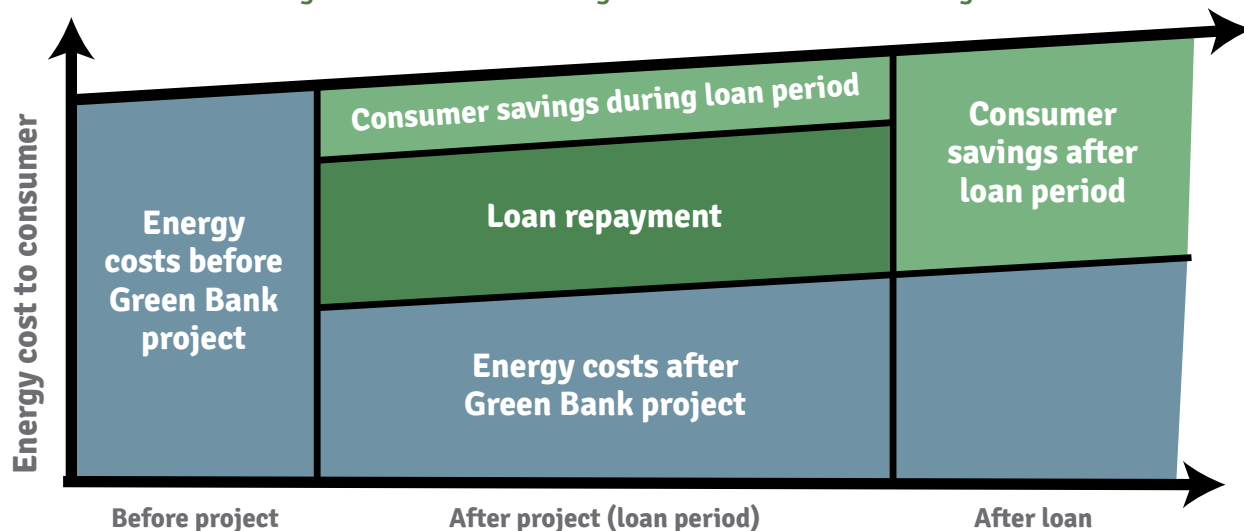 Energy cost to consumer
Consumer savings during loan period
Consumer
savings after
loan period
Loan repayment
Energy
costs before
Green Bank
project
Energy costs after
Green Bank project
Before project
After project (loan period)
After loan